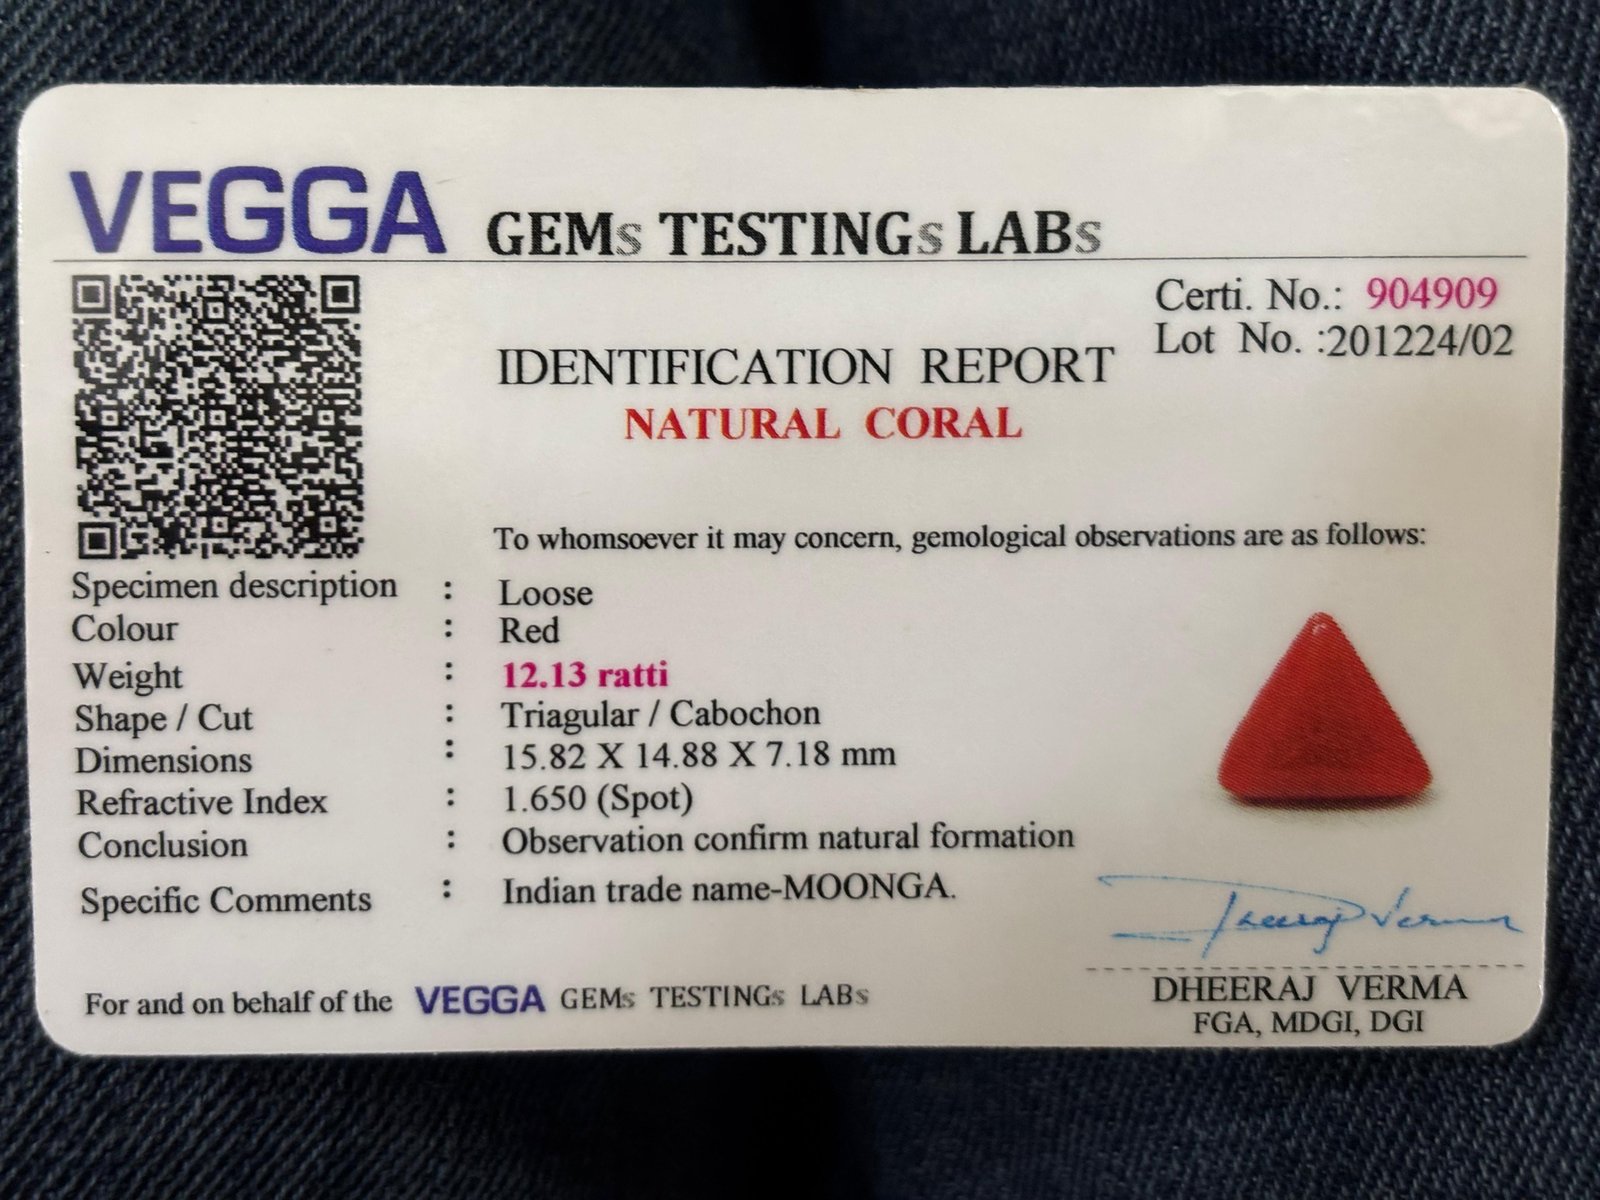 VEGGA GEMs TESTINGs LABs
Certi. No.: 904909
Lot No. :201224/02
IDENTIFICATION REPORT
NATURAL CORAL
To whomsoever it may concern, gemological observations are as follows:
Specimen description : Loose
Colour : Red
Weight : 12.13 ratti
Shape / Cut : Triagular / Cabochon
Dimensions : 15.82 X 14.88 X 7.18 mm
Refractive Index : 1.650 (Spot)
Conclusion : Observation confirm natural formation
Specific Comments : Indian trade name-MOONGA.
Dheeraj Verma
For and on behalf of the VEGGA GEMs TESTINGs LABs
DHEERAJ VERMA
FGA, MDGI, DGI